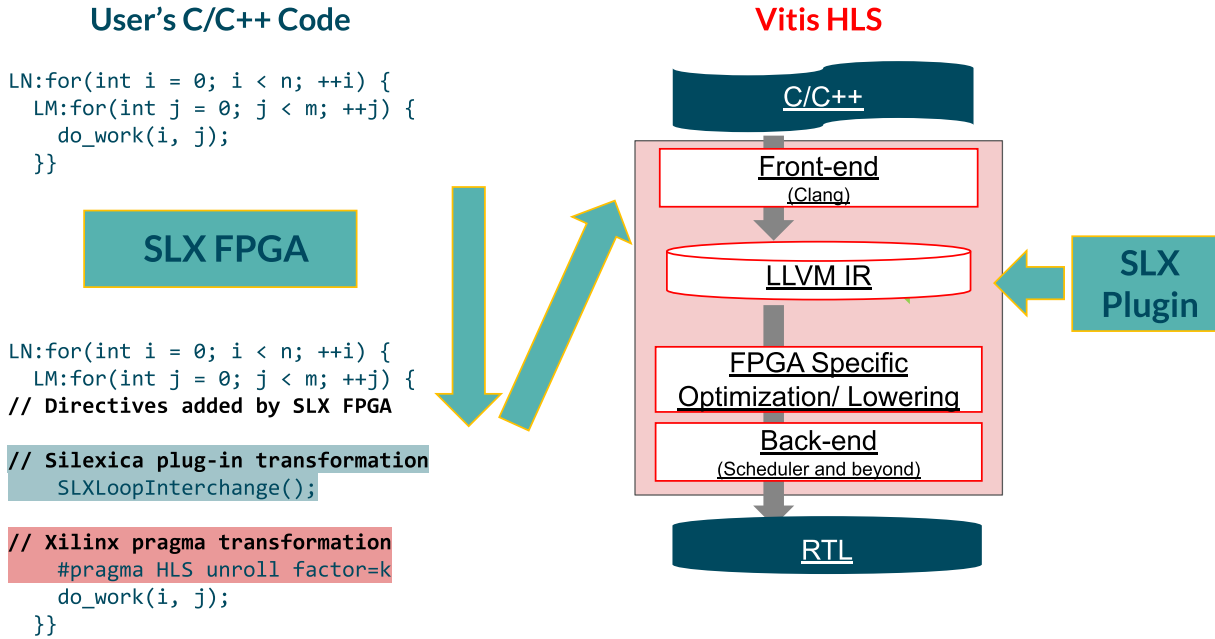 User's C/C++ Code
LN:for(int i = 0; i < n; ++i) {
LM:for(int j = 0; j < m; ++j) {
do_work(i, j);
}}
SLX FPGA
LN:for(int i = 0; i < n; ++i) {
LM:for(int j = 0; j < m; ++j) {
// Directives added by SLX FPGA
// Silexica plug-in transformation
SLXLoopInterchange();
// Xilinx pragma transformation
#pragma HLS unroll factor=k
do_work(i, j);
}}
Vitis HLS
C/C++
Front-end
(Clang)
LLVM IR
FPGA Specific
Optimization/ Lowering
Back-end
(Scheduler and beyond)
RTL
SLX
Plugin